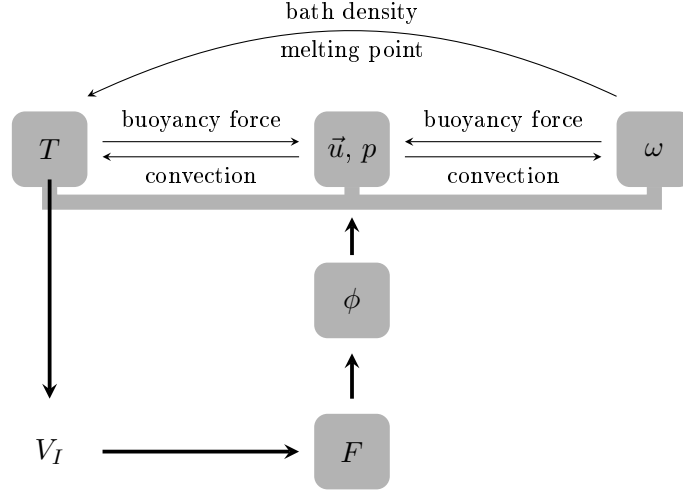 bath density
melting point
buoyancy force
buoyancy force
T
u⃗, p
ω
convection
convection
ϕ
V_I
F